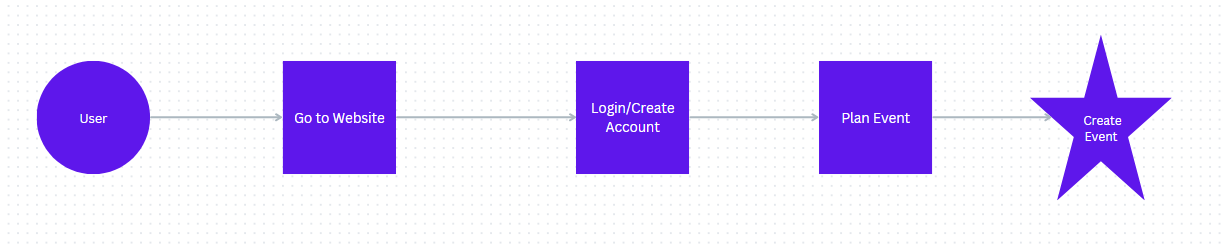 User
Go to Website
Login/Create
Account
Plan Event
Create
Event